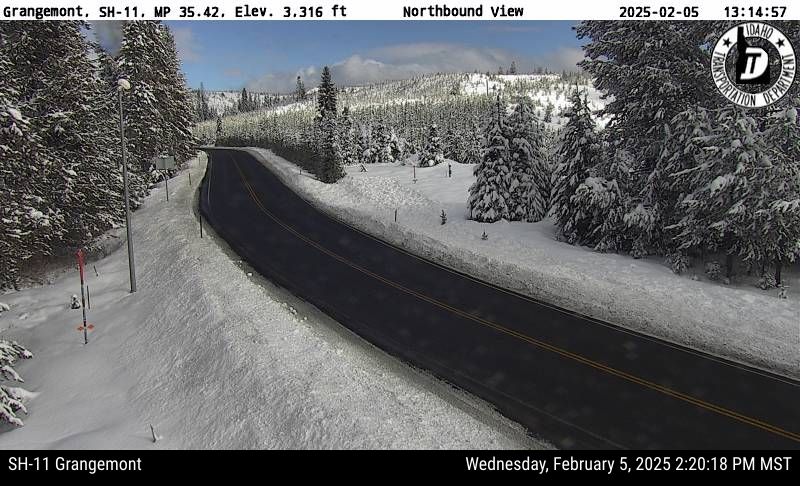 Grangemont, SH-11, MP 35.42, Elev. 3,316 ft Northbound View 2025-02-05 13:14:57
IDAHO
TRANSPORTATION DEPARTMENT
SH-11 Grangemont Wednesday, February 5, 2025 2:20:18 PM MST